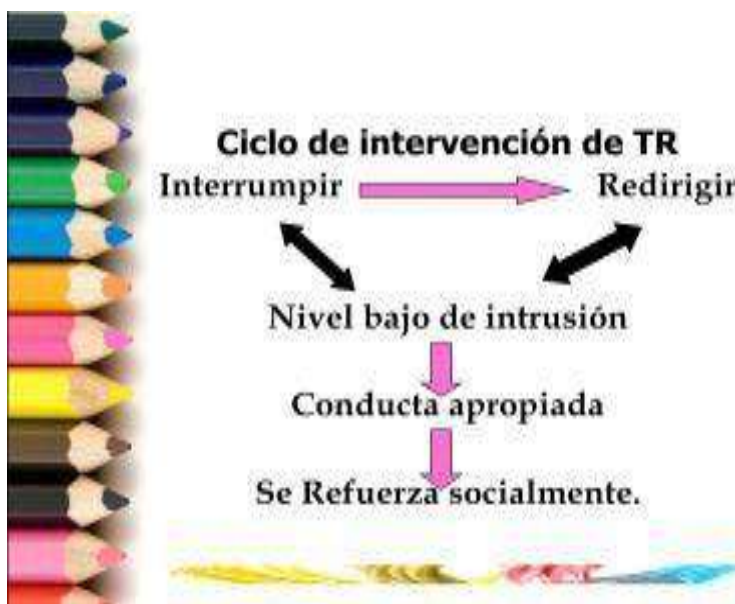 Ciclo de intervención de TR
Interrumpir Redirigir
Nivel bajo de intrusión
Conducta apropiada
Se Refuerza socialmente.